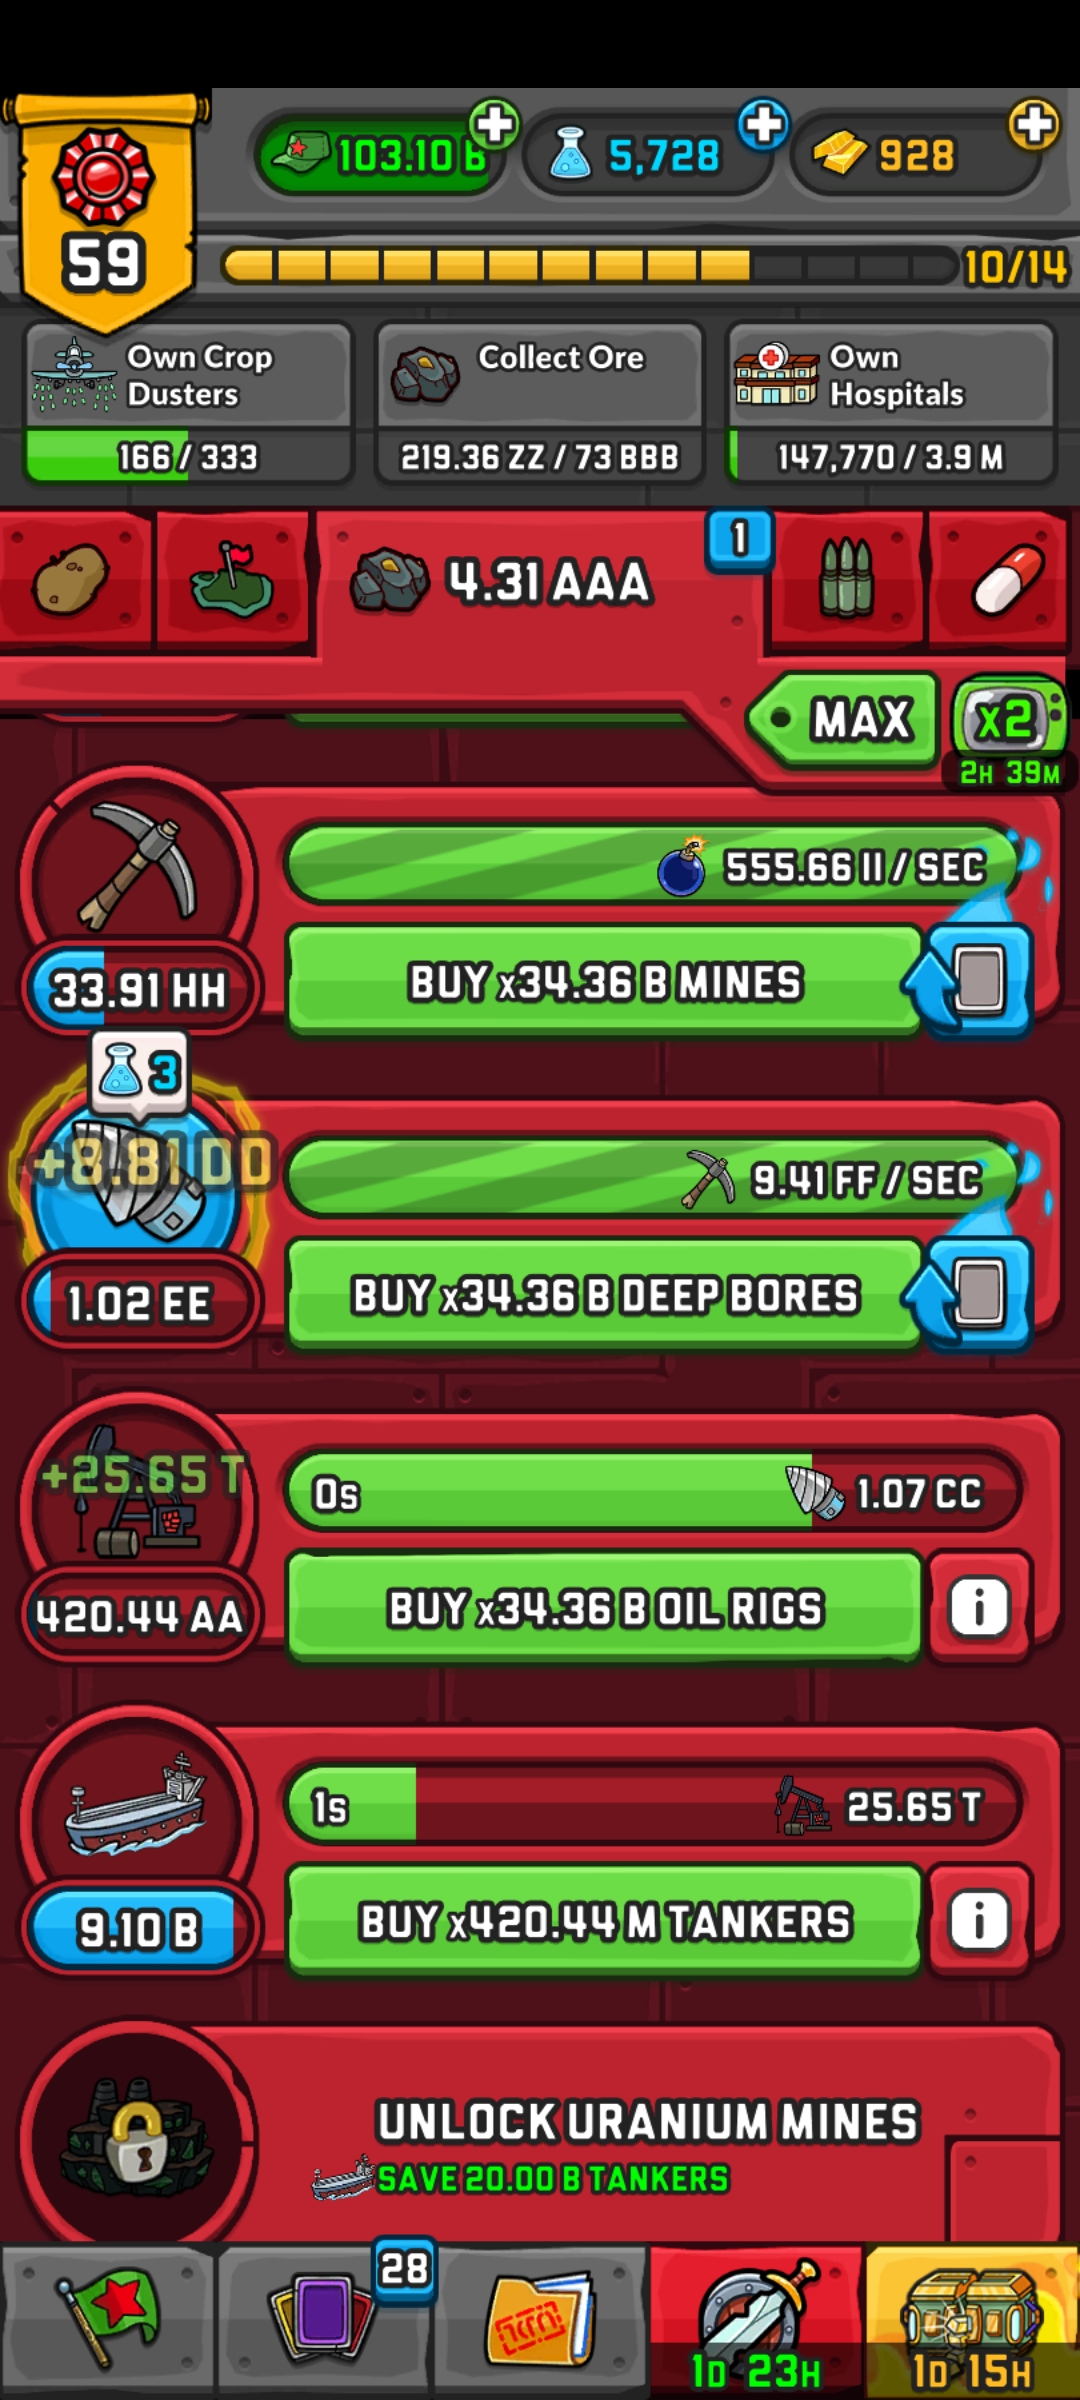 103.10 B
5,728
928
59
10/14
Own Crop
Dusters
166 / 333
Collect Ore
219.36 ZZ / 73 BBB
Own
Hospitals
147,770 / 3.9 M
4.31 AAA
1
MAX
x2
2H 39M
555.66 II / SEC
33.91 HH
BUY x34.36 B MINES
3
+8.81 DD
9.41 FF / SEC
1.02 EE
BUY x34.36 B DEEP BORES
+25.65 T
0s
1.07 CC
420.44 AA
BUY x34.36 B OIL RIGS
i
1s
25.65 T
9.10 B
BUY x420.44 M TANKERS
i
UNLOCK URANIUM MINES
SAVE 20.00 B TANKERS
28
1D 23H
1D 15H